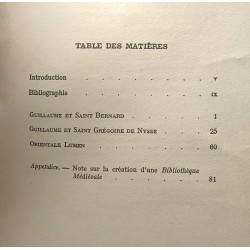 TABLE DES MATIÈRES
Introduction . . . . . . . v
Bibliographie . . . . . . . ix
GUILLAUME ET SAINT BERNARD . . . . . 1
GUILLAUME ET SAINT GRÉGOIRE DE NYSSE . . . 25
ORIENTALE LUMEN . . . . . . 60
Appendice. — Note sur la création d'une Bibliothèque
Médiévale . . . . . 81